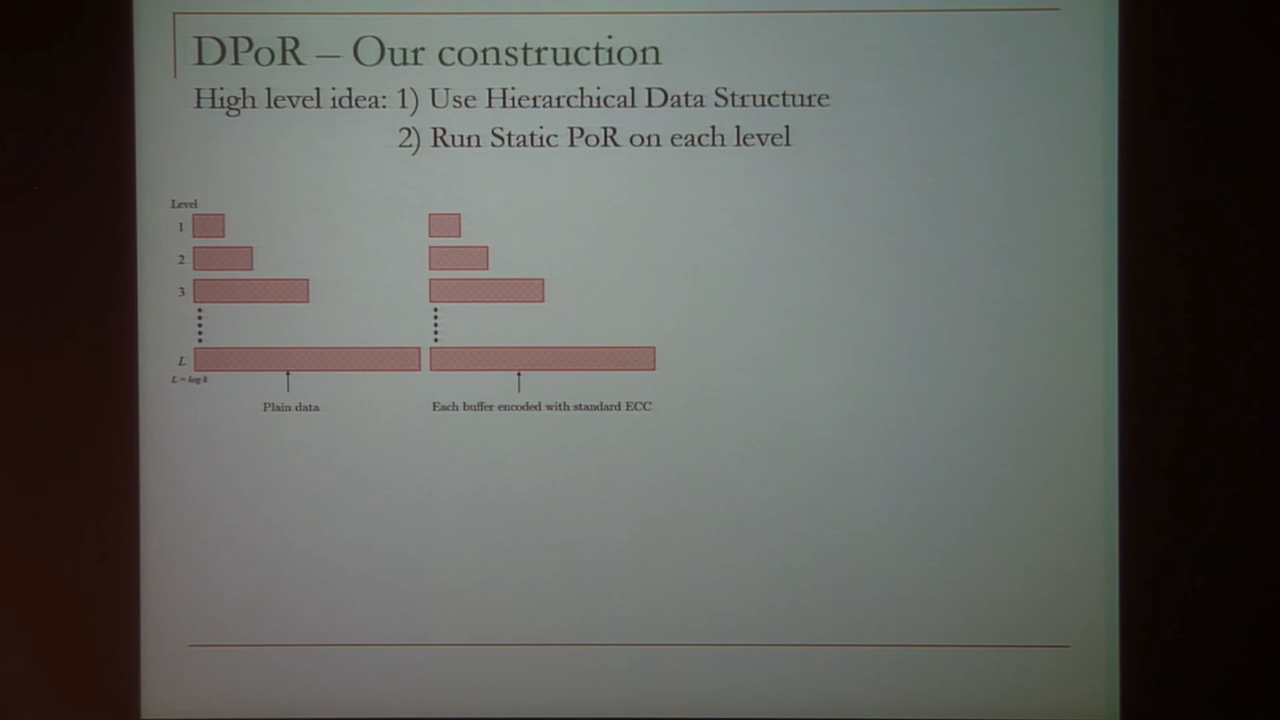 DPoR – Our construction
High level idea: 1) Use Hierarchical Data Structure
2) Run Static PoR on each level
Level
1
2
3
L
L = log k
Plain data
Each buffer encoded with standard ECC